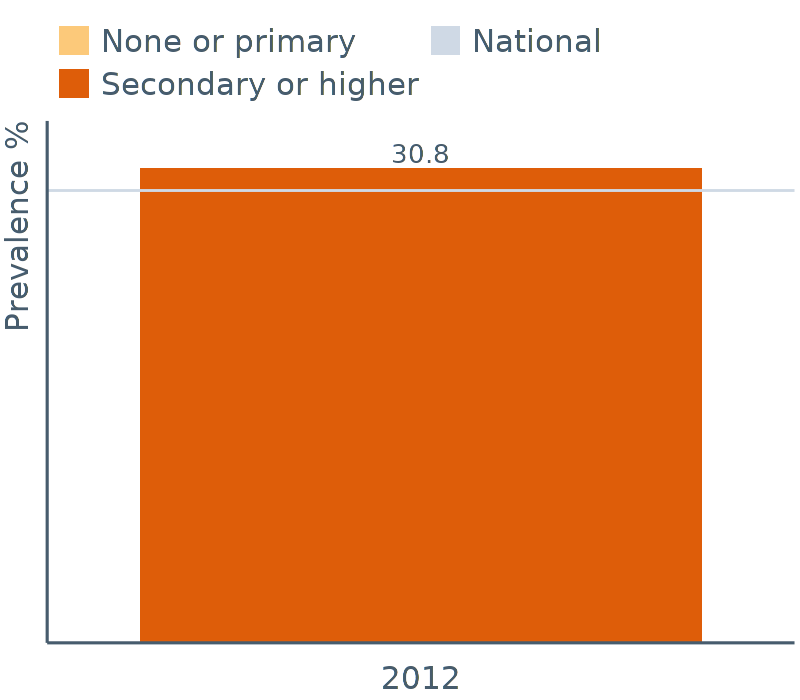 None or primary
National
Secondary or higher
Prevalence %
30.8
2012